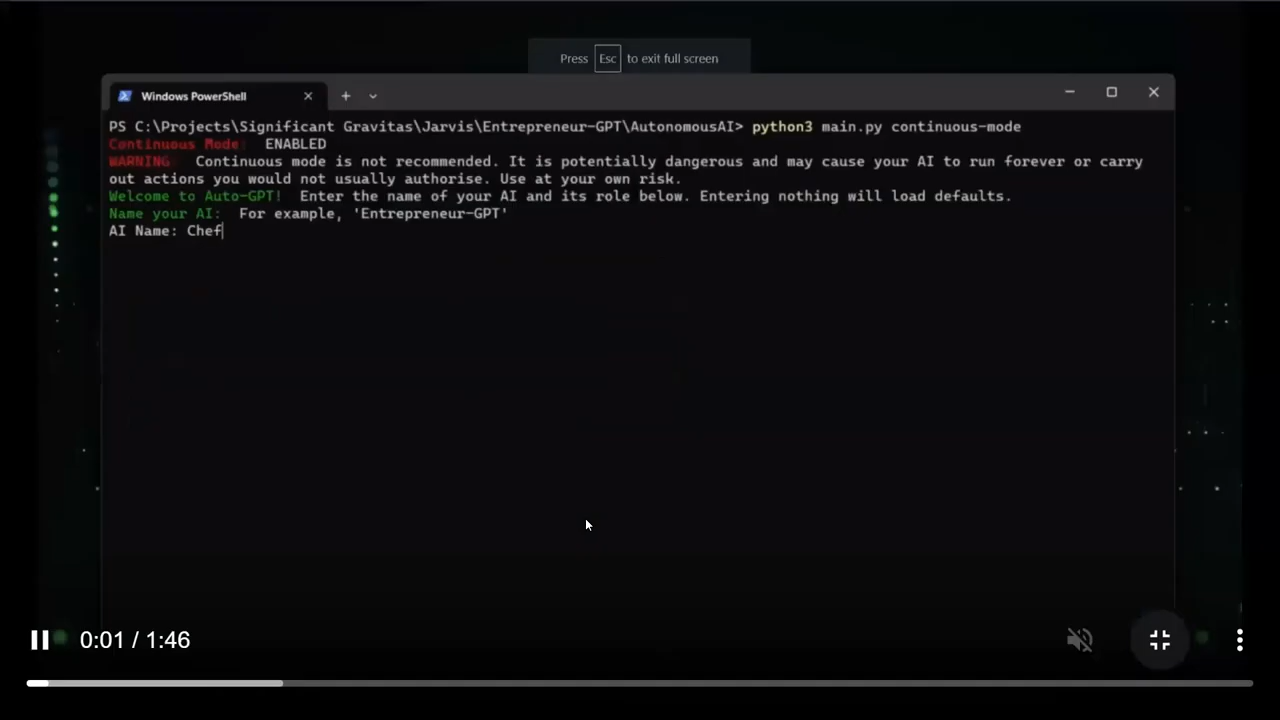 Press Esc to exit full screen
Windows PowerShell
PS C:\Projects\Significant Gravitas\Jarvis\Entrepreneur-GPT\AutonomousAI> python3 main.py continuous-mode
Continuous Mode: ENABLED
WARNING Continuous mode is not recommended. It is potentially dangerous and may cause your AI to run forever or carry
out actions you would not usually authorise. Use at your own risk.
Welcome to Auto-GPT! Enter the name of your AI and its role below. Entering nothing will load defaults.
Name your AI: For example, 'Entrepreneur-GPT'
AI Name: Chef
0:01 / 1:46